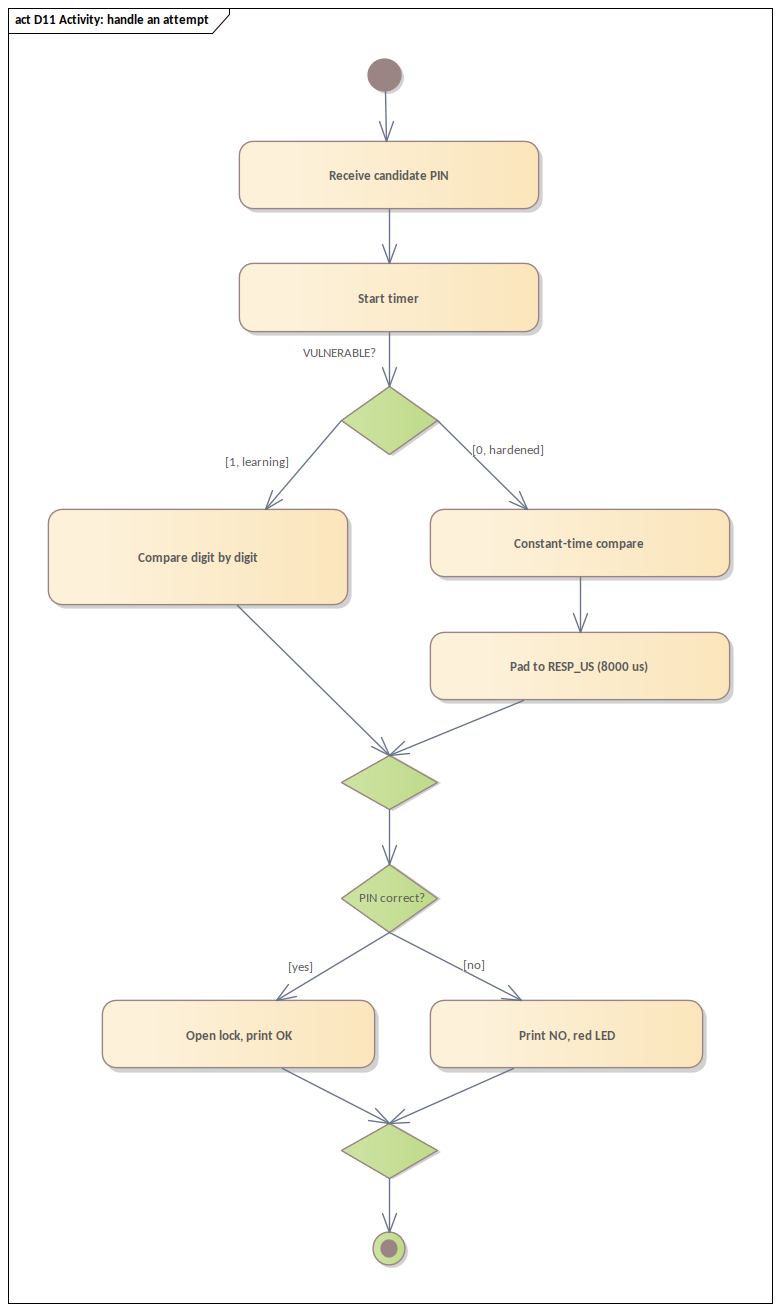 act D11 Activity: handle an attempt
Receive candidate PIN
Start timer
VULNERABLE?
[1, learning]
[0, hardened]
Compare digit by digit
Constant-time compare
Pad to RESP_US (8000 us)
PIN correct?
[yes]
[no]
Open lock, print OK
Print NO, red LED